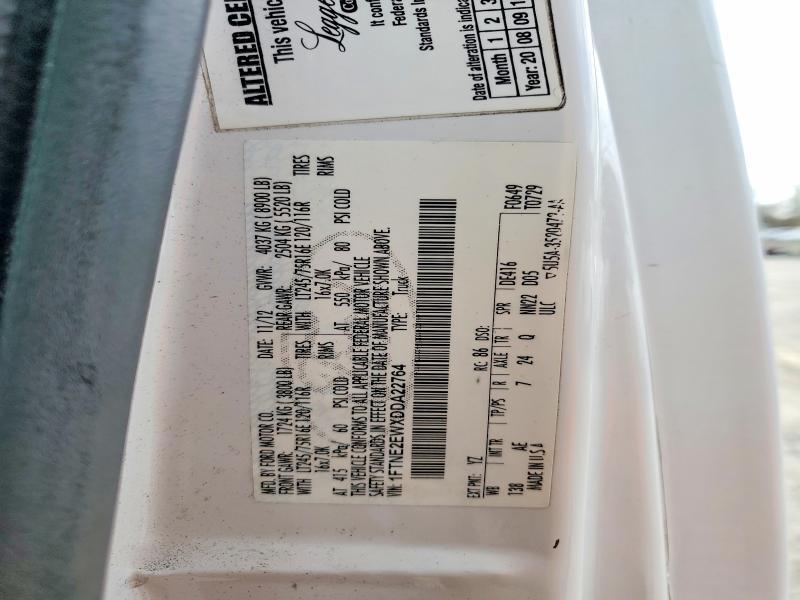 ALTERED CE
This vehic
Legge
It confo
Federa
Standards in
Date of alteration is indica
Month 1 2 3
Year: 20 08 09 1
MFD. BY FORD MOTOR CO.
DATE: 11/12 GVWR: 4037 KG ( 8900 LB)
FRONT GAWR: 1724 KG ( 3800 LB) REAR GAWR: 2504 KG ( 5520 LB)
LT245/75R16E 120/116R TIRES WITH LT245/75R16E 120/116R TIRES
16x7.0K RIMS 16x7.0K RIMS
AT 415 kPa/ 60 PSI COLD AT 550 kPa/ 80 PSI COLD
THIS VEHICLE CONFORMS TO ALL APPLICABLE FEDERAL MOTOR VEHICLE
SAFETY STANDARDS IN EFFECT ON THE DATE OF MANUFACTURE SHOWN ABOVE.
VIN: 1FTNE2EWXDDA22764 TYPE: Truck
F0649
T0729
EXT PNT: YZ RC: 86 DSO:
WB INT TR TP/PS R AXLE TR SPR 1DE416
138 AE 7 24 Q NN22 DD5
MADE IN U.S.A. ULC